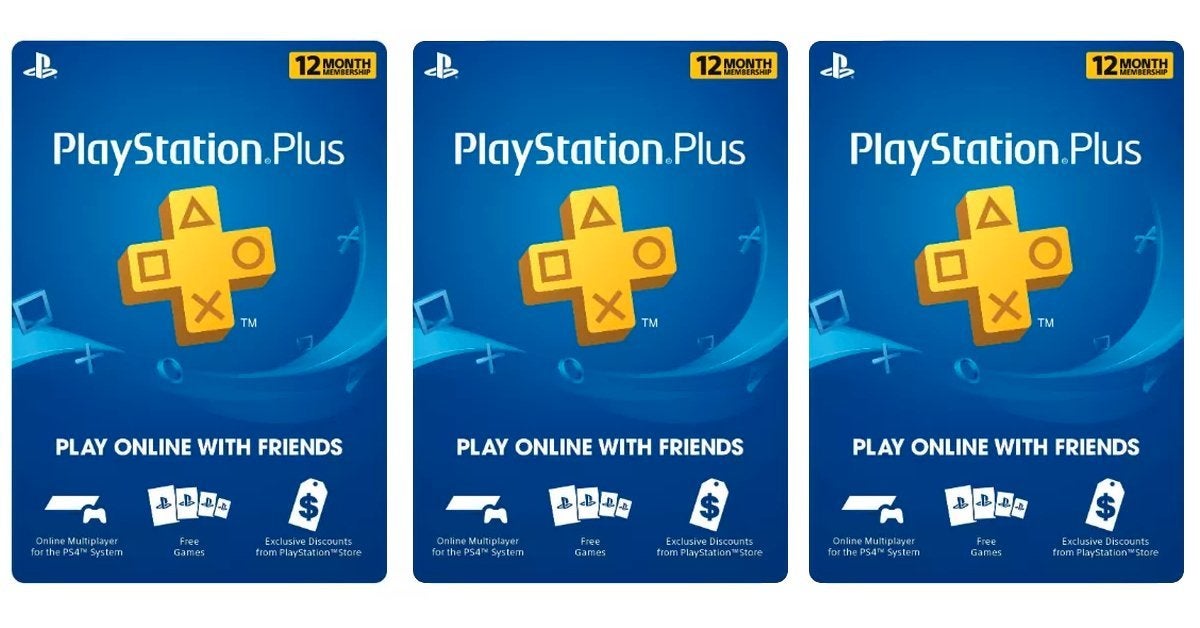 12 MONTH
MEMBERSHIP
PlayStation®Plus
TM
PLAY ONLINE WITH FRIENDS
Online Multiplayer
for the PS4™ System
Free
Games
$
Exclusive Discounts
from PlayStation™Store
12 MONTH
MEMBERSHIP
PlayStation®Plus
TM
PLAY ONLINE WITH FRIENDS
Online Multiplayer
for the PS4™ System
Free
Games
$
Exclusive Discounts
from PlayStation™Store
12 MONTH
MEMBERSHIP
PlayStation®Plus
TM
PLAY ONLINE WITH FRIENDS
Online Multiplayer
for the PS4™ System
Free
Games
$
Exclusive Discounts
from PlayStation™Store